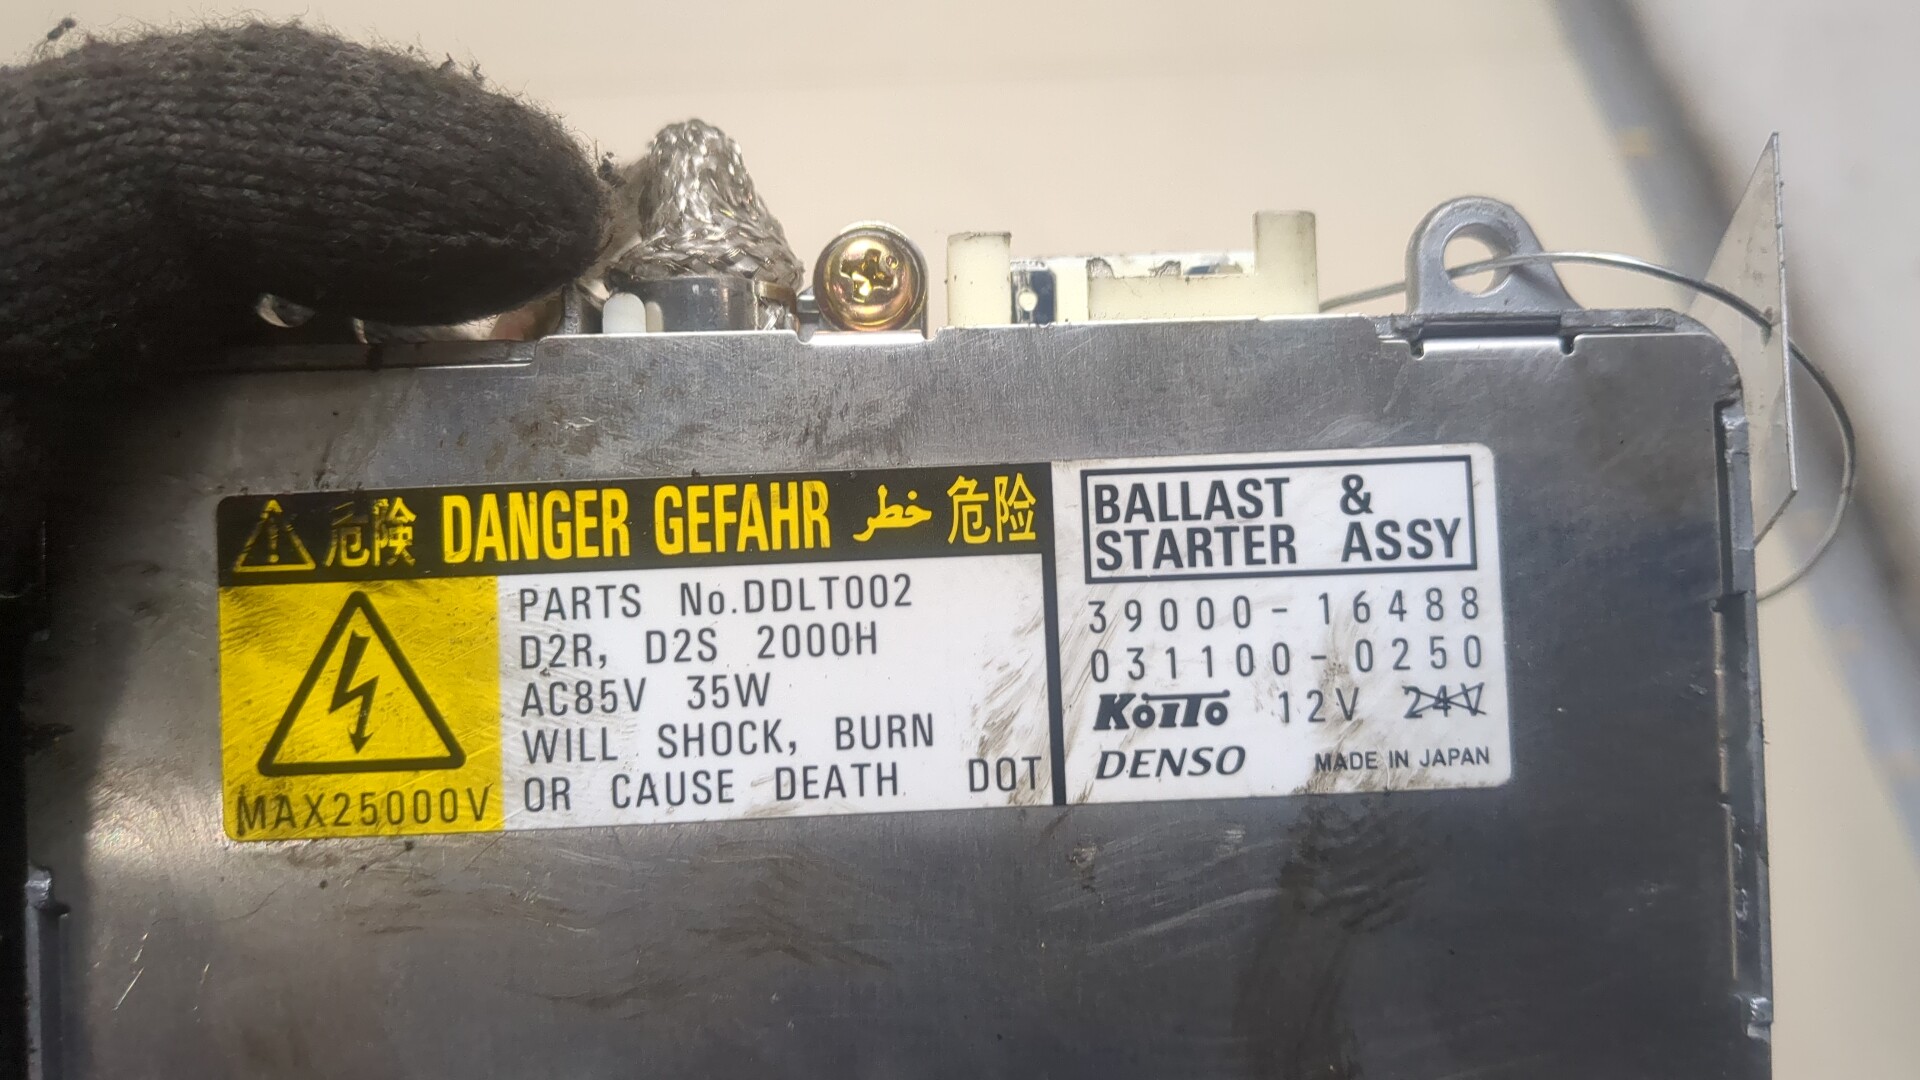 危険 DANGER GEFAHR خطر 危险
PARTS No.DDLT002
D2R, D2S 2000H
AC85V 35W
WILL SHOCK, BURN
OR CAUSE DEATH DOT
MAX25000V
BALLAST &
STARTER ASSY
39000-16488
031100-0250
KOITO 12V 24V
DENSO MADE IN JAPAN